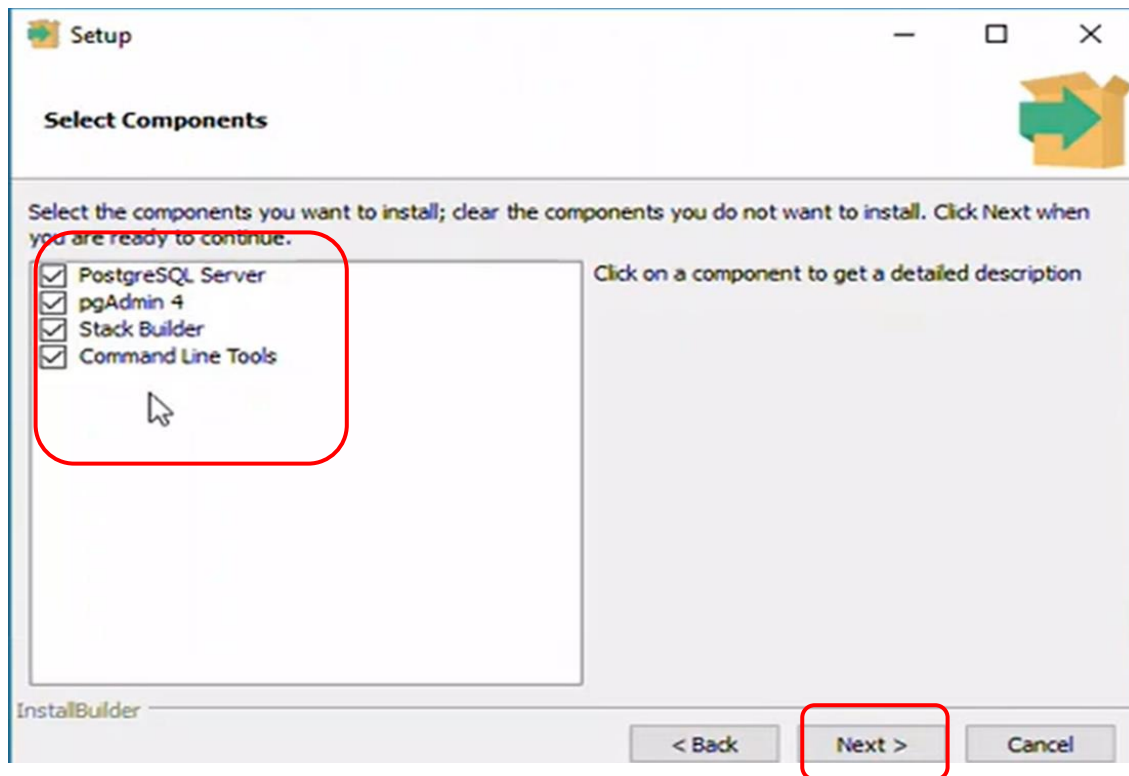 Setup
Select Components
Select the components you want to install; clear the components you do not want to install. Click Next when
you are ready to continue.
PostgreSQL Server
pgAdmin 4
Stack Builder
Command Line Tools
Click on a component to get a detailed description
InstallBuilder
< Back
Next >
Cancel